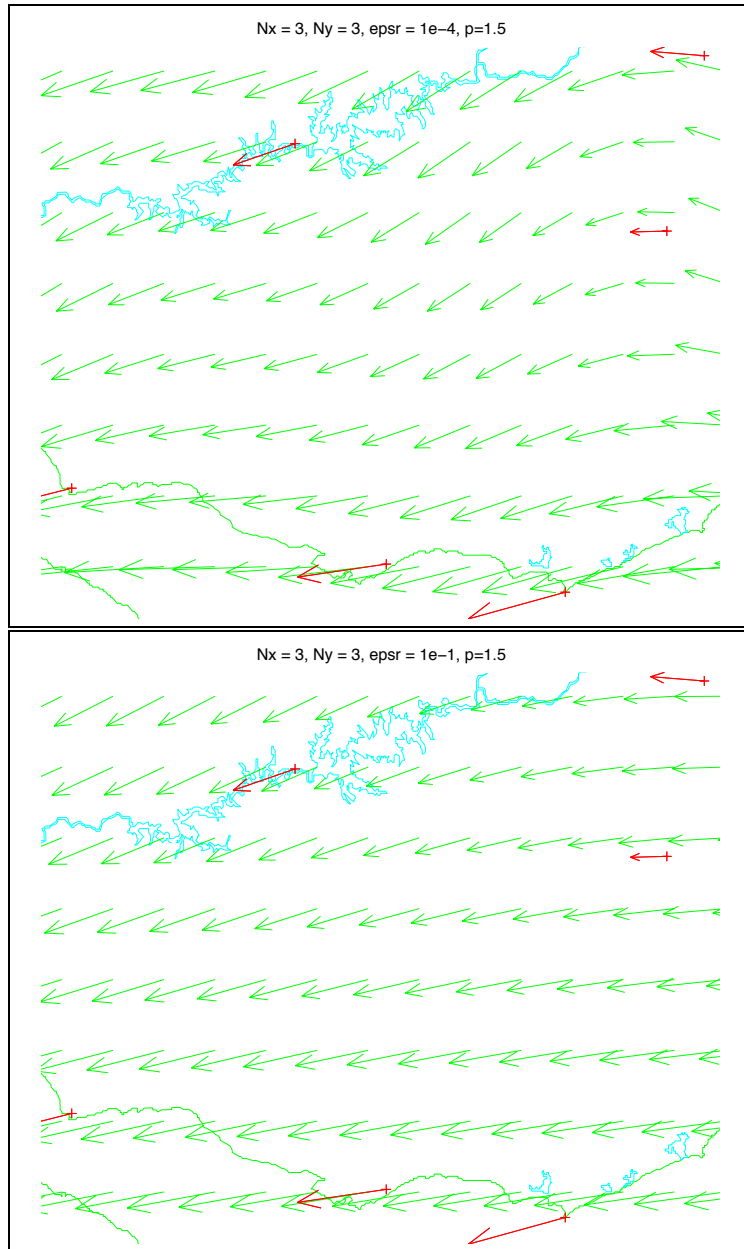 Nx = 3, Ny = 3, epsr = 1e−4, p=1.5
Nx = 3, Ny = 3, epsr = 1e−1, p=1.5